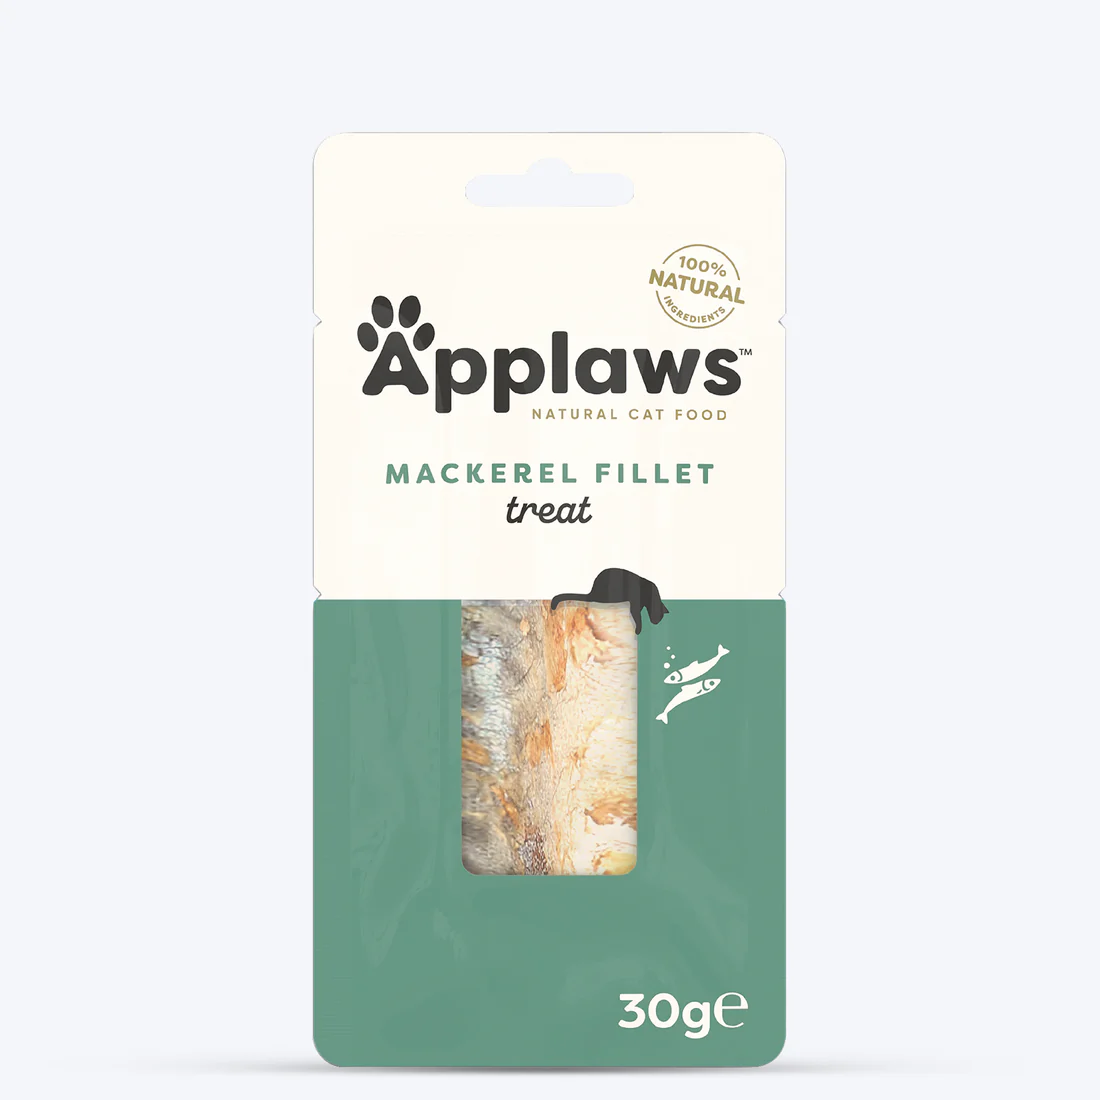 100%
NATURAL
INGREDIENTS
Applaws™
NATURAL CAT FOOD
MACKEREL FILLET
treat
30g℮